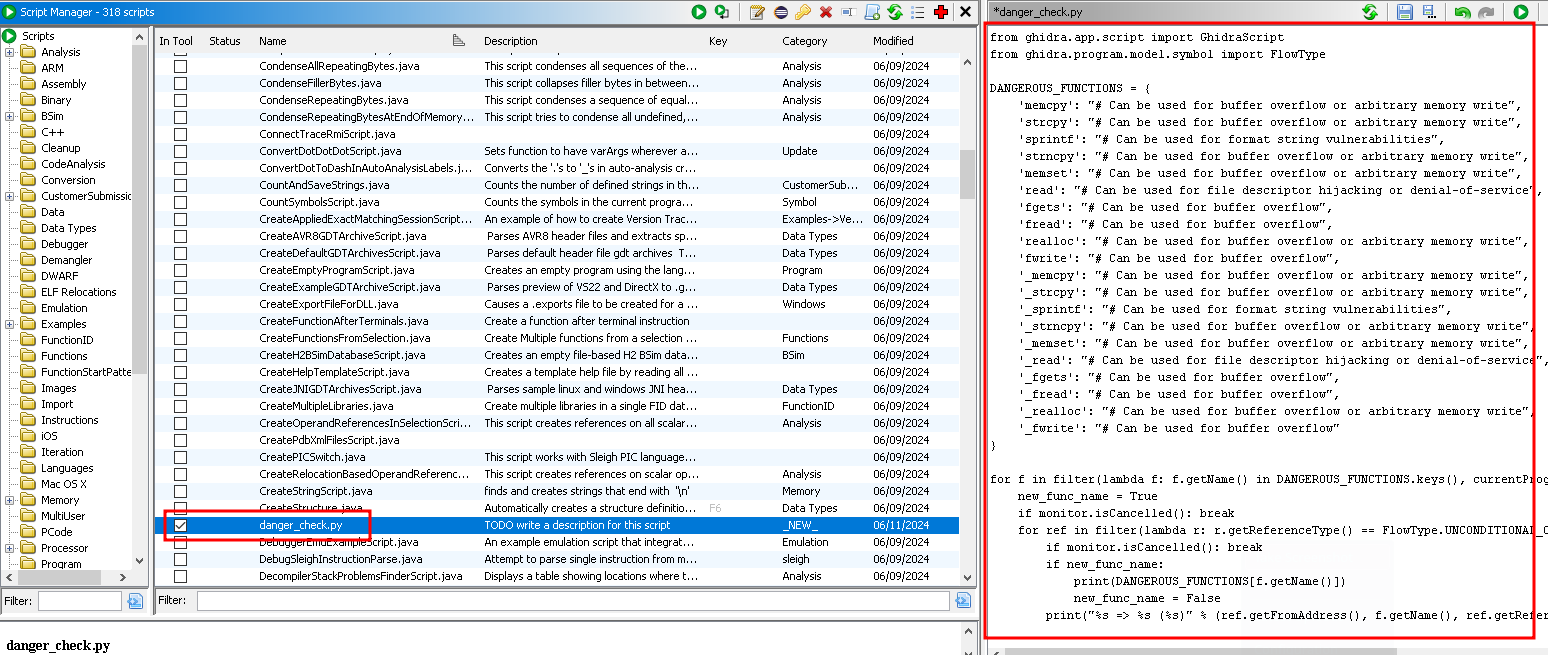 Script Manager - 318 scripts
Scripts
Analysis
ARM
Assembly
Binary
BSim
C++
Cleanup
CodeAnalysis
Conversion
CustomerSubmissic
Data
Data Types
Debugger
Demangler
DWARF
ELF Relocations
Emulation
Examples
FunctionID
Functions
FunctionStartPatte
Images
Import
Instructions
iOS
Iteration
Languages
Mac OS X
Memory
MultiUser
PCode
Processor
Program
Filter:
In Tool Status Name Description Key Category Modified
CondenseAllRepeatingBytes.java This script condenses all sequences of the... Analysis 06/09/2024
CondenseFillerBytes.java This script collapses filler bytes in between... Analysis 06/09/2024
CondenseRepeatingBytes.java This script condenses a sequence of equal... Analysis 06/09/2024
CondenseRepeatingBytesAtEndOfMemory... This script tries to condense all undefined,... Analysis 06/09/2024
ConnectTraceRmiScript.java 06/09/2024
ConvertDotDotDotScript.java Sets function to have varArgs wherever a... Update 06/09/2024
ConvertDotToDashInAutoAnalysisLabels.j... Converts the '.'s to '_'s in auto-analysis cr... 06/09/2024
CountAndSaveStrings.java Counts the number of defined strings in th... CustomerSub... 06/09/2024
CountSymbolsScript.java Counts the symbols in the current progra... Symbol 06/09/2024
CreateAppliedExactMatchingSessionScript... An example of how to create Version Trac... Examples->Ve... 06/09/2024
CreateAVR8GDTArchiveScript.java Parses AVR8 header files and extracts sp... Data Types 06/09/2024
CreateDefaultGDTArchivesScript.java Parses default header file gdt archives T... Data Types 06/09/2024
CreateEmptyProgramScript.java Creates an empty program using the lang... Program 06/09/2024
CreateExampleGDTArchiveScript.java Parses preview of VS22 and DirectX to .g... Data Types 06/09/2024
CreateExportFileForDLL.java Causes a .exports file to be created for a ... Windows 06/09/2024
CreateFunctionAfterTerminals.java Create a function after terminal instruction 06/09/2024
CreateFunctionsFromSelection.java Create Multiple functions from a selection ... Functions 06/09/2024
CreateH2BSimDatabaseScript.java Creates an empty file-based H2 BSim data... BSim 06/09/2024
CreateHelpTemplateScript.java Creates a template help file by reading all ... 06/09/2024
CreateJNIGDTArchivesScript.java Parses sample linux and windows JNI hea... Data Types 06/09/2024
CreateMultipleLibraries.java Create multiple libraries in a single FID dat... FunctionID 06/09/2024
CreateOperandReferencesInSelectionScri... This script creates references on all scalar... Analysis 06/09/2024
CreatePdbXmlFilesScript.java 06/09/2024
CreatePICSwitch.java This script works with Sleigh PIC language... 06/09/2024
CreateRelocationBasedOperandReferenc... This script creates references on scalar op... Analysis 06/09/2024
CreateStringScript.java finds and creates strings that end with '\n' Memory 06/09/2024
CreateStructure.java Automatically creates a structure definitio... F6 Data Types 06/09/2024
danger_check.py TODO write a description for this script _NEW_ 06/11/2024
DebuggerEmuExampleScript.java An example emulation script that integrat... Emulation 06/09/2024
DebugSleighInstructionParse.java Attempt to parse single instruction from m... sleigh 06/09/2024
DecompilerStackProblemsFinderScript.java Displays a table showing locations where t... Analysis 06/09/2024
Filter:
danger_check.py
*danger_check.py
from ghidra.app.script import GhidraScript
from ghidra.program.model.symbol import FlowType
DANGEROUS_FUNCTIONS = {
'memcpy': "# Can be used for buffer overflow or arbitrary memory write",
'strcpy': "# Can be used for buffer overflow or arbitrary memory write",
'sprintf': "# Can be used for format string vulnerabilities",
'strncpy': "# Can be used for buffer overflow or arbitrary memory write",
'memset': "# Can be used for buffer overflow or arbitrary memory write",
'read': "# Can be used for file descriptor hijacking or denial-of-service",
'fgets': "# Can be used for buffer overflow",
'fread': "# Can be used for buffer overflow",
'realloc': "# Can be used for buffer overflow or arbitrary memory write",
'fwrite': "# Can be used for buffer overflow",
'_memcpy': "# Can be used for buffer overflow or arbitrary memory write",
'_strcpy': "# Can be used for buffer overflow or arbitrary memory write",
'_sprintf': "# Can be used for format string vulnerabilities",
'_strncpy': "# Can be used for buffer overflow or arbitrary memory write",
'_memset': "# Can be used for buffer overflow or arbitrary memory write",
'_read': "# Can be used for file descriptor hijacking or denial-of-service",
'_fgets': "# Can be used for buffer overflow",
'_fread': "# Can be used for buffer overflow",
'_realloc': "# Can be used for buffer overflow or arbitrary memory write",
'_fwrite': "# Can be used for buffer overflow"
}
for f in filter(lambda f: f.getName() in DANGEROUS_FUNCTIONS.keys(), currentProg
new_func_name = True
if monitor.isCancelled(): break
for ref in filter(lambda r: r.getReferenceType() == FlowType.UNCONDITIONAL_C
if monitor.isCancelled(): break
if new_func_name:
print(DANGEROUS_FUNCTIONS[f.getName()])
new_func_name = False
print("%s => %s (%s)" % (ref.getFromAddress(), f.getName(), ref.getRefer